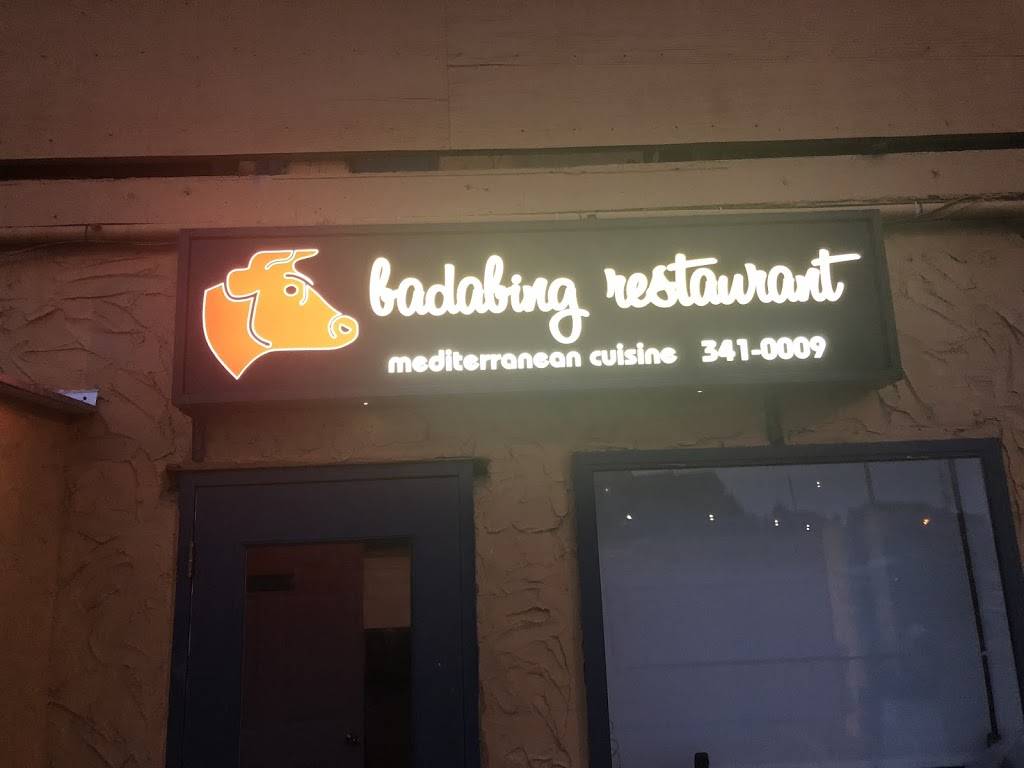 badabing restaurant
mediterranean cuisine 341-0009